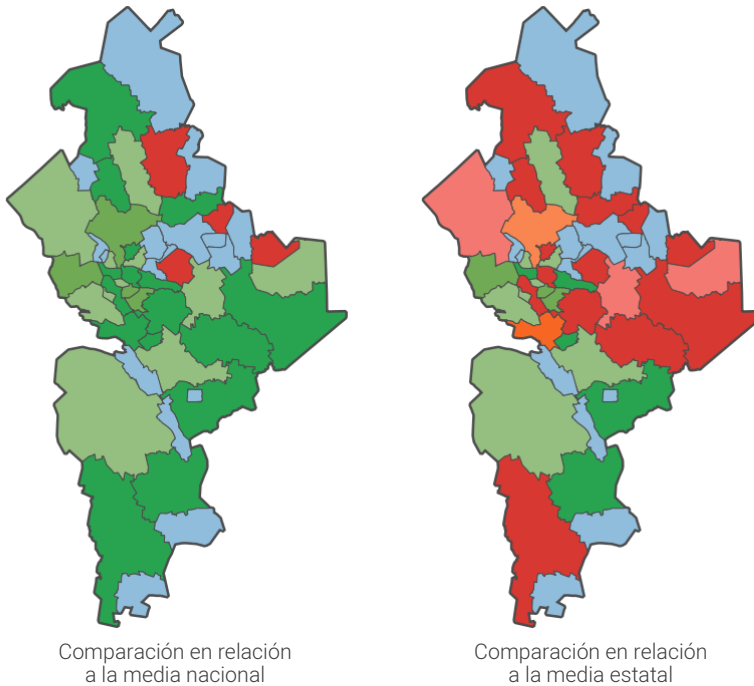 Comparación en relación
a la media nacional
Comparación en relación
a la media estatal